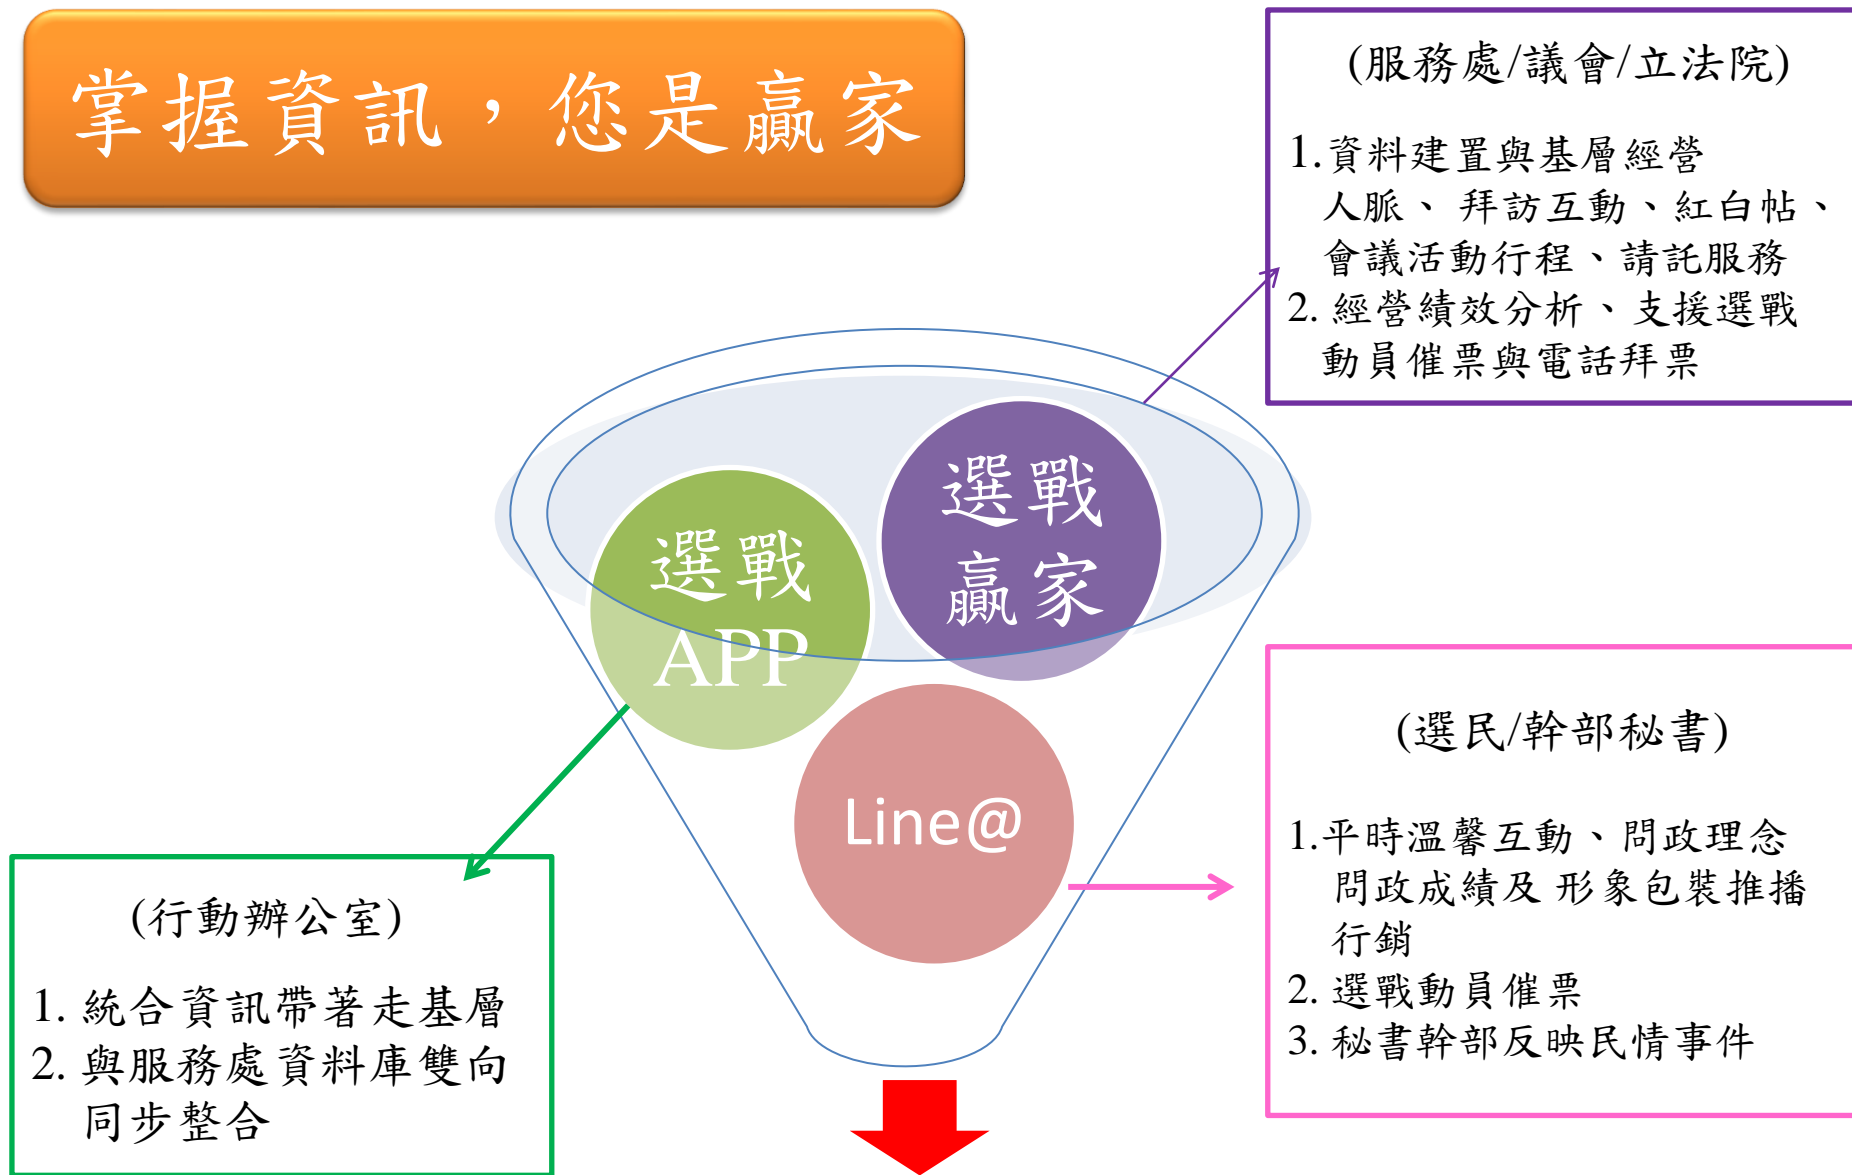 掌握資訊，您是贏家
(服務處/議會/立法院)
1.資料建置與基層經營
人脈、 拜訪互動、紅白帖、
會議活動行程、請託服務
2. 經營績效分析、支援選戰
動員催票與電話拜票
選戰
贏家
選戰
APP
Line@
(選民/幹部秘書)
1.平時溫馨互動、問政理念
問政成績及 形象包裝推播
行銷
2. 選戰動員催票
3. 秘書幹部反映民情事件
(行動辦公室)
1. 統合資訊帶著走基層
2. 與服務處資料庫雙向
同步整合